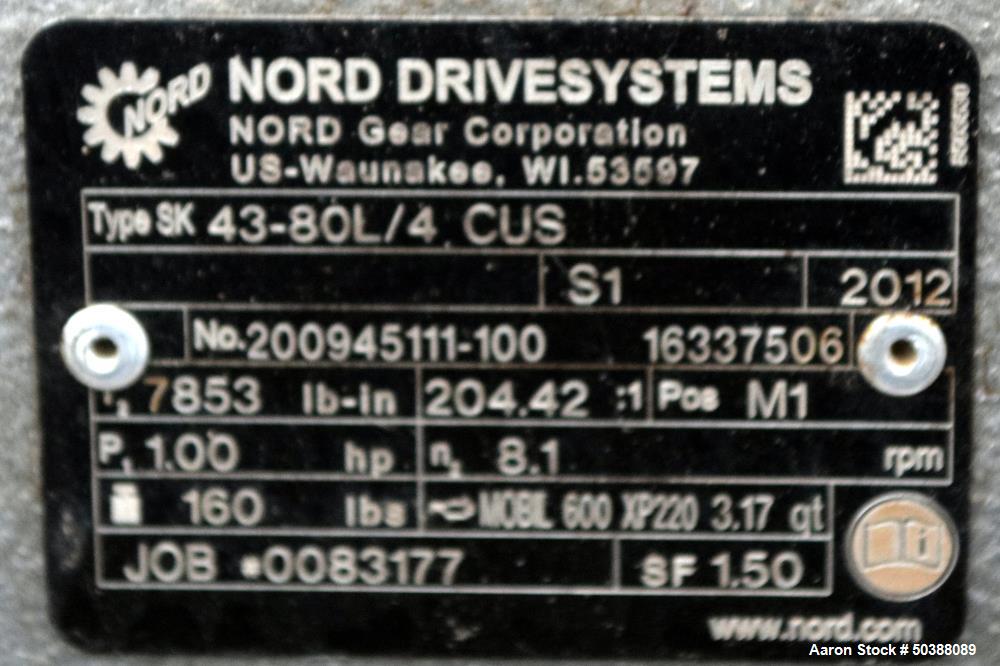 NORD
NORD DRIVESYSTEMS
NORD Gear Corporation
US-Waunakee, WI.53597
Type SK 43-80L/4 CUS
S1 2012
No.200945111-100 16337506
7853 lb-in 204.42 :1 Pos M1
P₁ 1.00 hp n₂ 8.1 rpm
160 lbs MOBIL 600 XP220 3.17 qt
JOB #0083177 SF 1.50
www.nord.com
Aaron Stock # 50388089